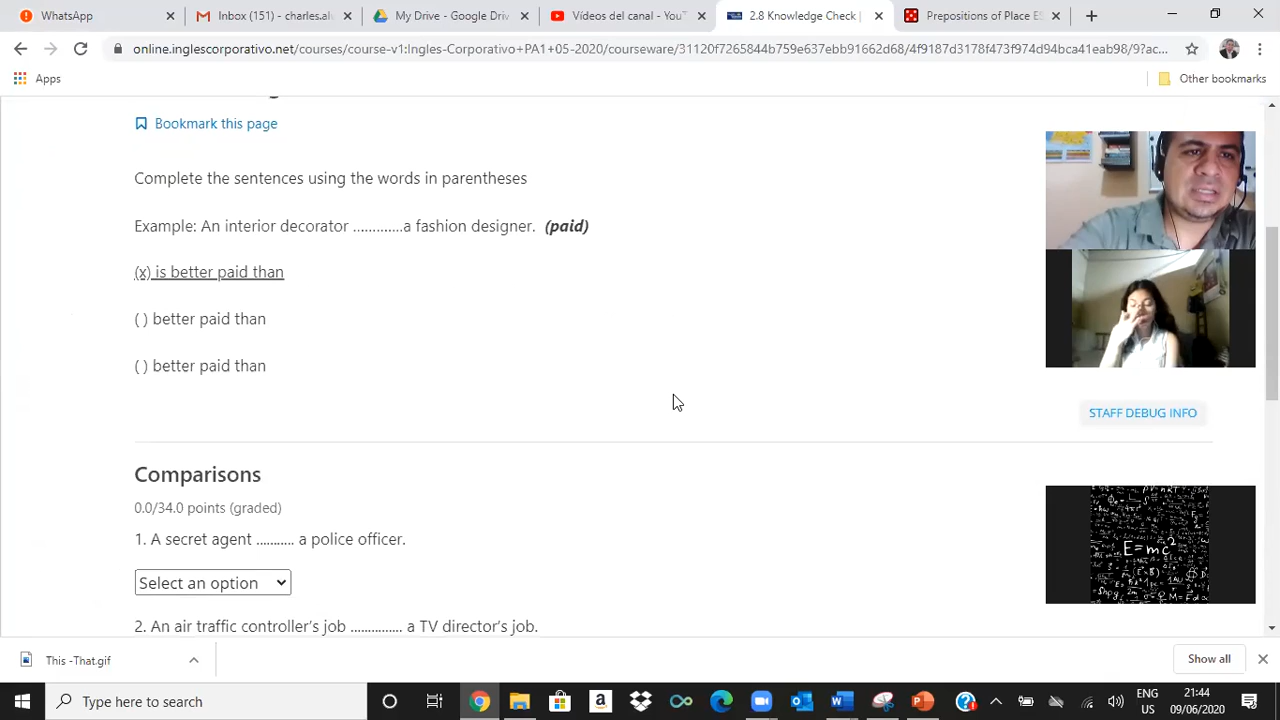 WhatsApp
Inbox (151) - charles.al
My Drive - Google Dri
Vídeos del canal - YouT
2.8 Knowledge Check |
Prepositions of Place ES
online.inglescorporativo.net/courses/course-v1:Ingles-Corporativo+PA1+05-2020/courseware/31120f7265844b759e637ebb91662d68/4f9187d3178f473f974d94bca41eab98/9?ac...
Apps
Other bookmarks
Bookmark this page
Complete the sentences using the words in parentheses
Example: An interior decorator .............a fashion designer. (paid)
(x) is better paid than
( ) better paid than
( ) better paid than
STAFF DEBUG INFO
Comparisons
0.0/34.0 points (graded)
1. A secret agent .......... a police officer.
E=mc²
Select an option
2. An air traffic controller's job .............. a TV director's job.
This -That.gif
Show all
Type here to search
ENG
US
21:44
09/06/2020